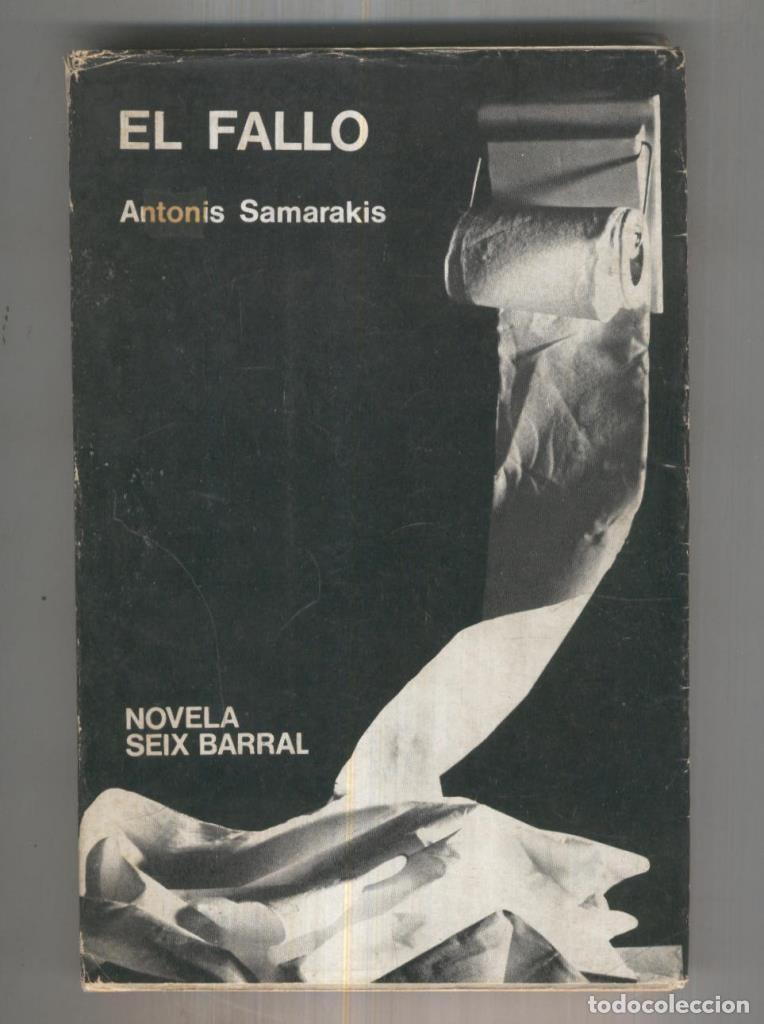 EL FALLO
Antonis Samarakis
NOVELA
SEIX BARRAL
todocoleccion